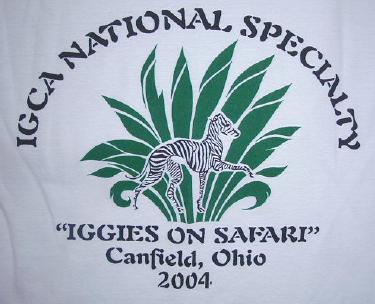 IGCA NATIONAL SPECIALTY
"IGGIES ON SAFARI"
Canfield, Ohio
2004